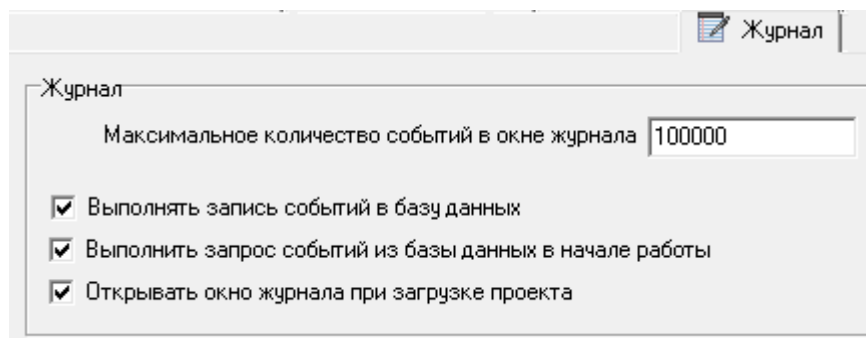 Журнал
Журнал
Максимальное количество событий в окне журнала 100000
Выполнять запись событий в базу данных
Выполнить запрос событий из базы данных в начале работы
Открывать окно журнала при загрузке проекта